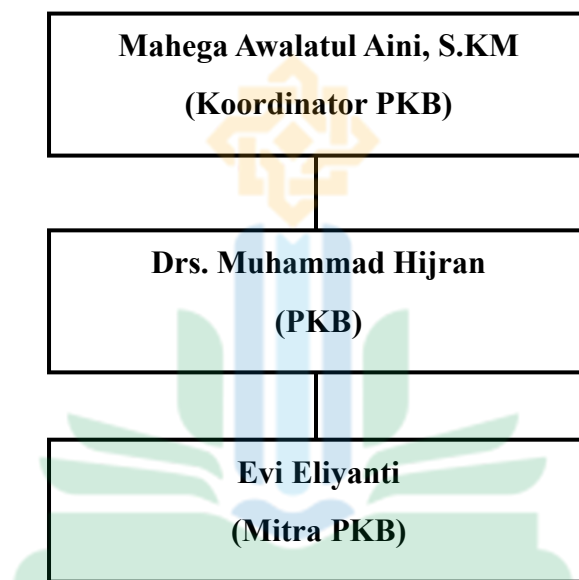 Mahega Awalatul Aini, S.KM
(Koordinator PKB)
Drs. Muhammad Hijran
(PKB)
Evi Eliyanti
(Mitra PKB)